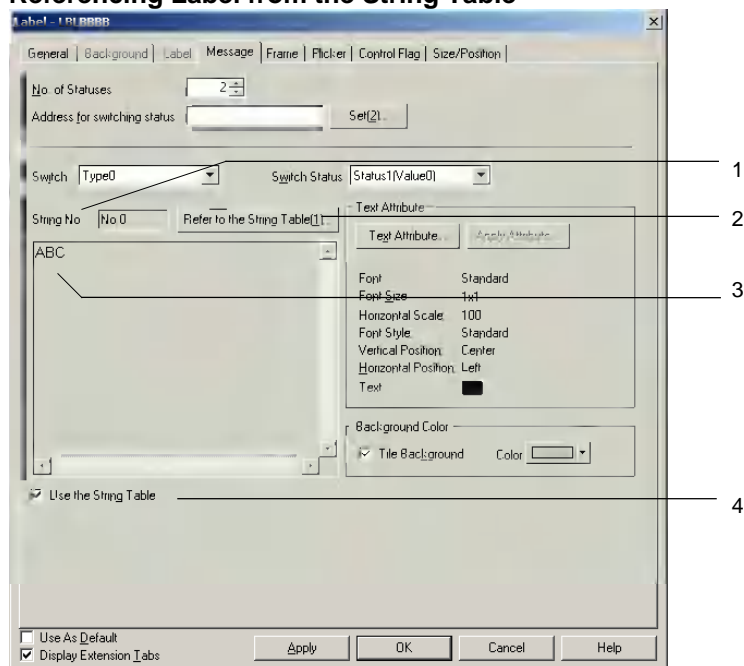 Referencing Label from the String Table
Label - LBLBBBB
General Background Label Message Frame Flicker Control Flag Size/Position
No. of Statuses 2
Address for switching status Set(2)...
Switch Type0 Switch Status Status1(Value0)
1
String No No 0 Refer to the String Table(1)...
Text Attribute
2
Text Attribute... Apply Attribute...
ABC
Font Standard
3
Font Size 1x1
Horizontal Scale 100
Font Style Standard
Vertical Position Center
Horizontal Position Left
Text
Background Color
Tile Background Color
Use the String Table
4
Use As Default
Display Extension Tabs
Apply OK Cancel Help